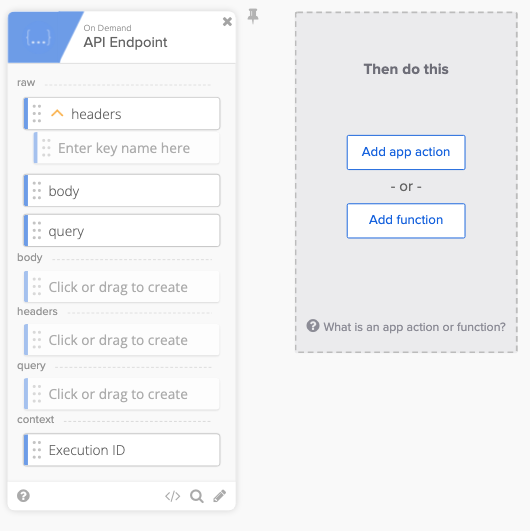 {...}
On Demand
API Endpoint
raw
headers
Enter key name here
body
query
body
Click or drag to create
headers
Click or drag to create
query
Click or drag to create
context
Execution ID
?
</>
Then do this
Add app action
- or -
Add function
? What is an app action or function?